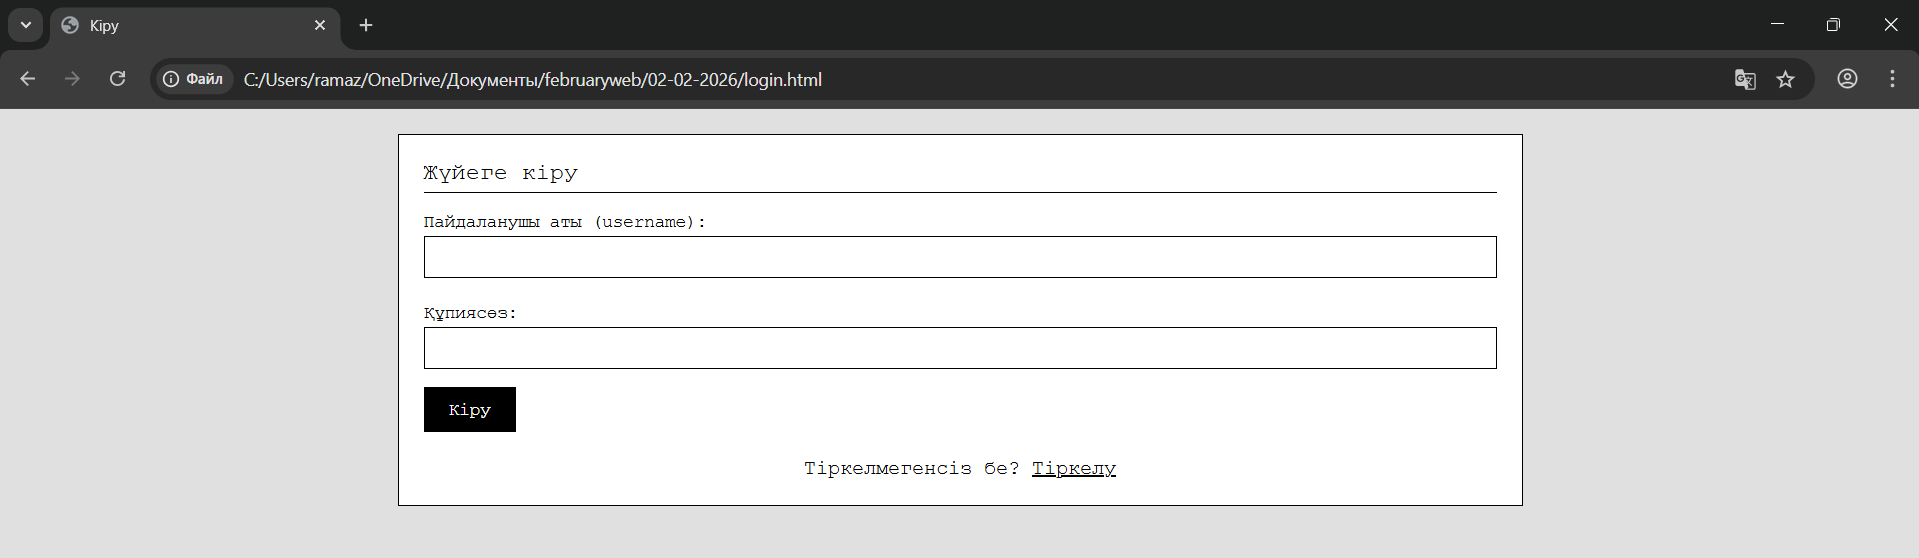 Кіру
Файл C:/Users/ramaz/OneDrive/Документы/februaryweb/02-02-2026/login.html
Жүйеге кіру
Пайдаланушы аты (username):
Құпиясөз:
Кіру
Тіркелмегенсіз бе? Тіркелу